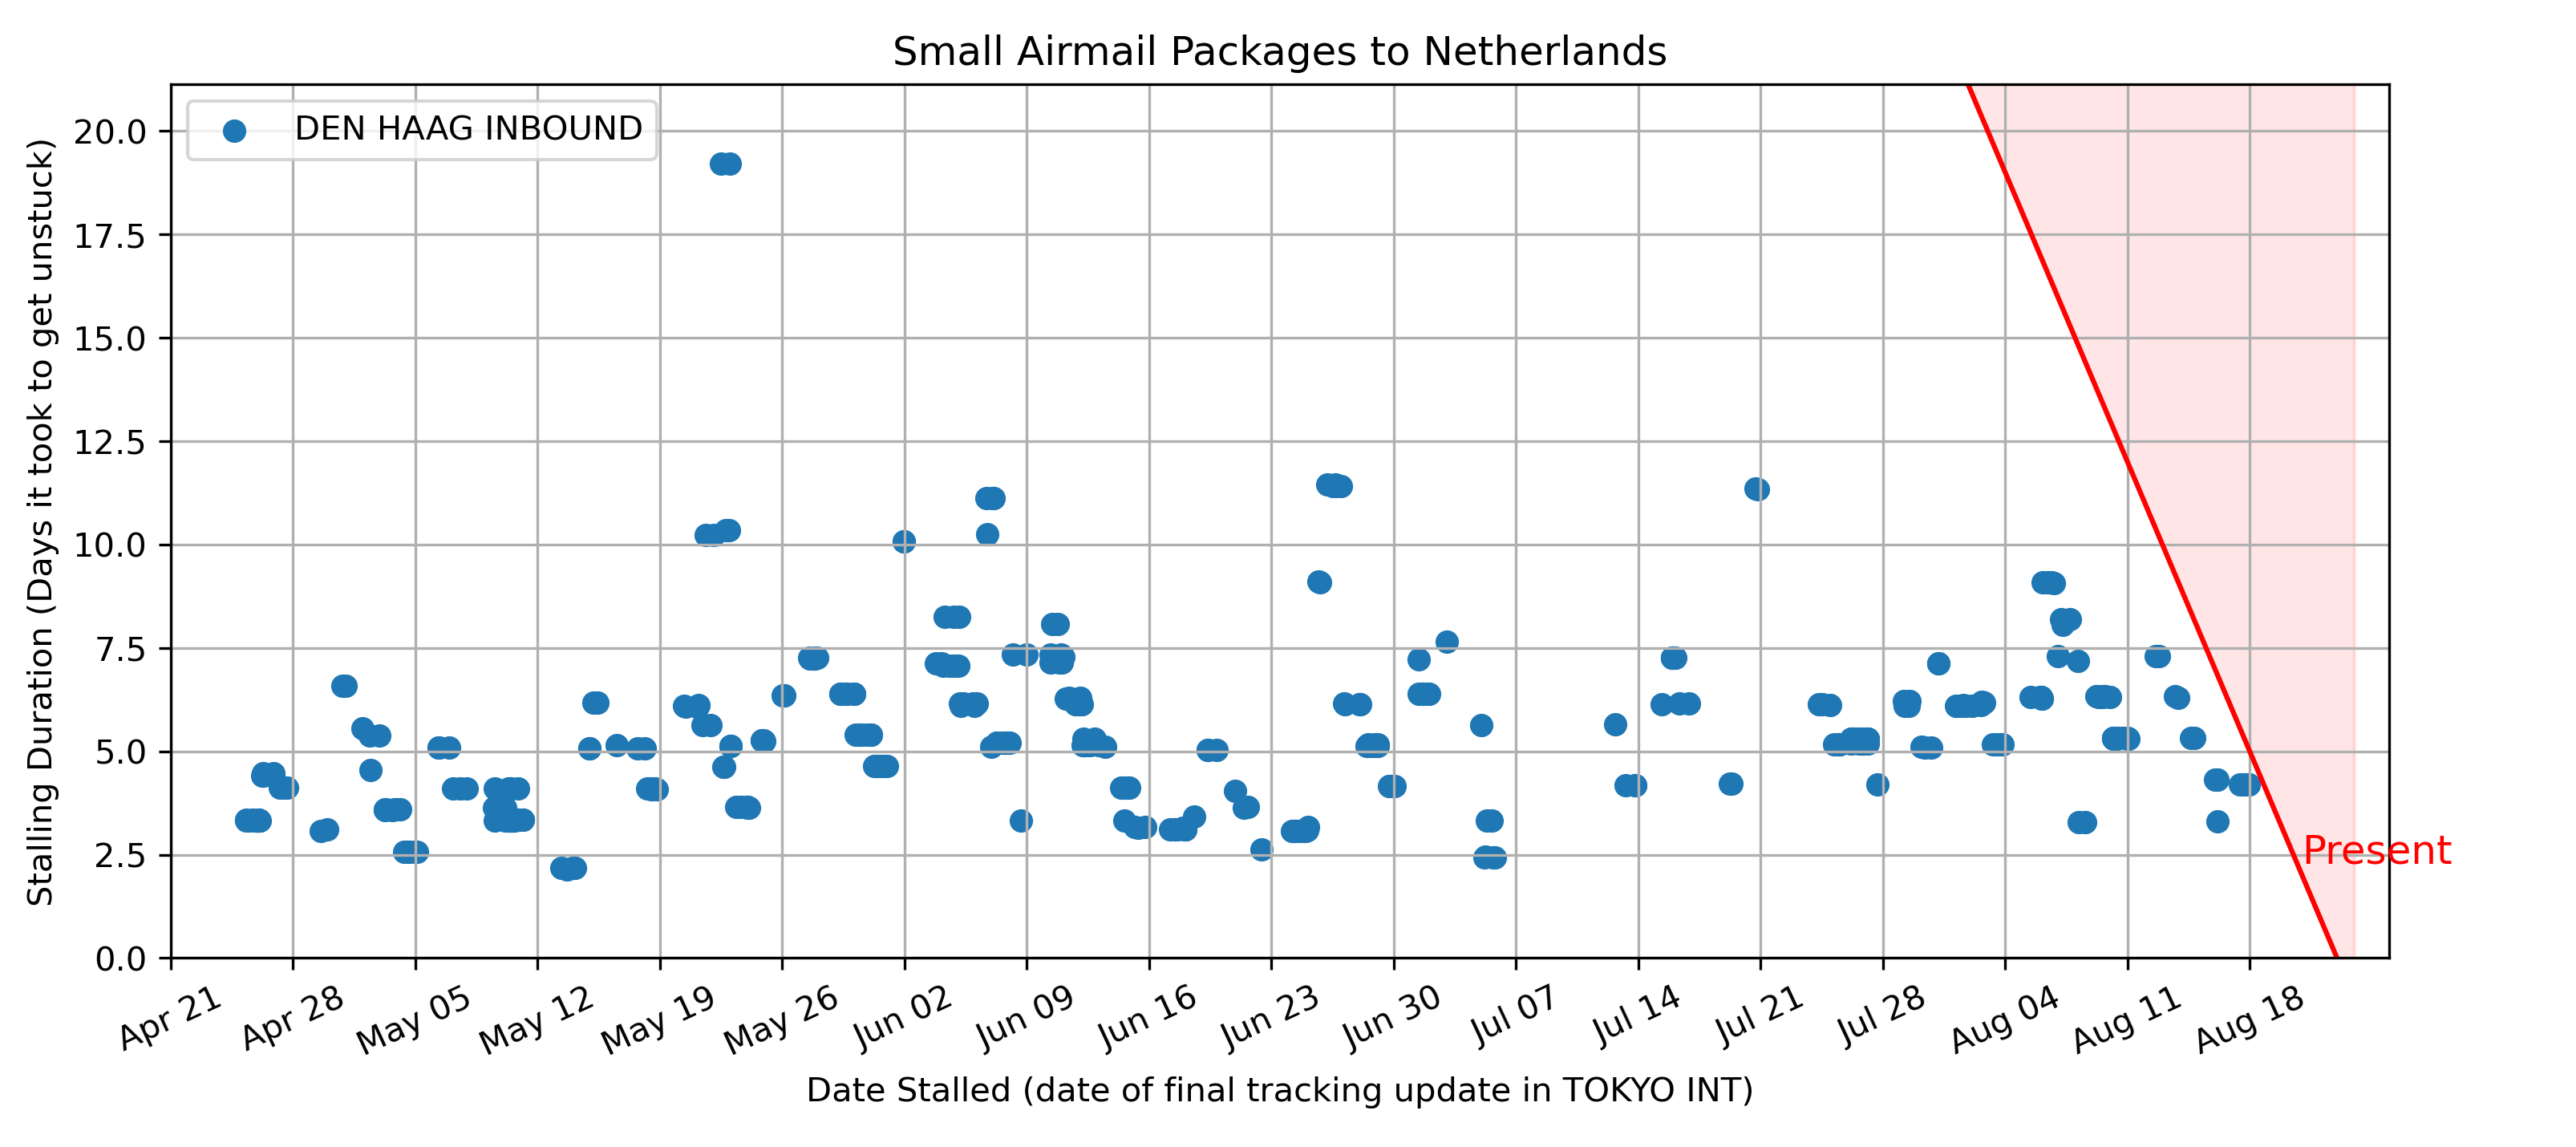 Small Airmail Packages to Netherlands
DEN HAAG INBOUND
Stalling Duration (Days it took to get unstuck)
20.0
17.5
15.0
12.5
10.0
7.5
5.0
2.5
0.0
Present
Apr 21
Apr 28
May 05
May 12
May 19
May 26
Jun 02
Jun 09
Jun 16
Jun 23
Jun 30
Jul 07
Jul 14
Jul 21
Jul 28
Aug 04
Aug 11
Aug 18
Date Stalled (date of final tracking update in TOKYO INT)